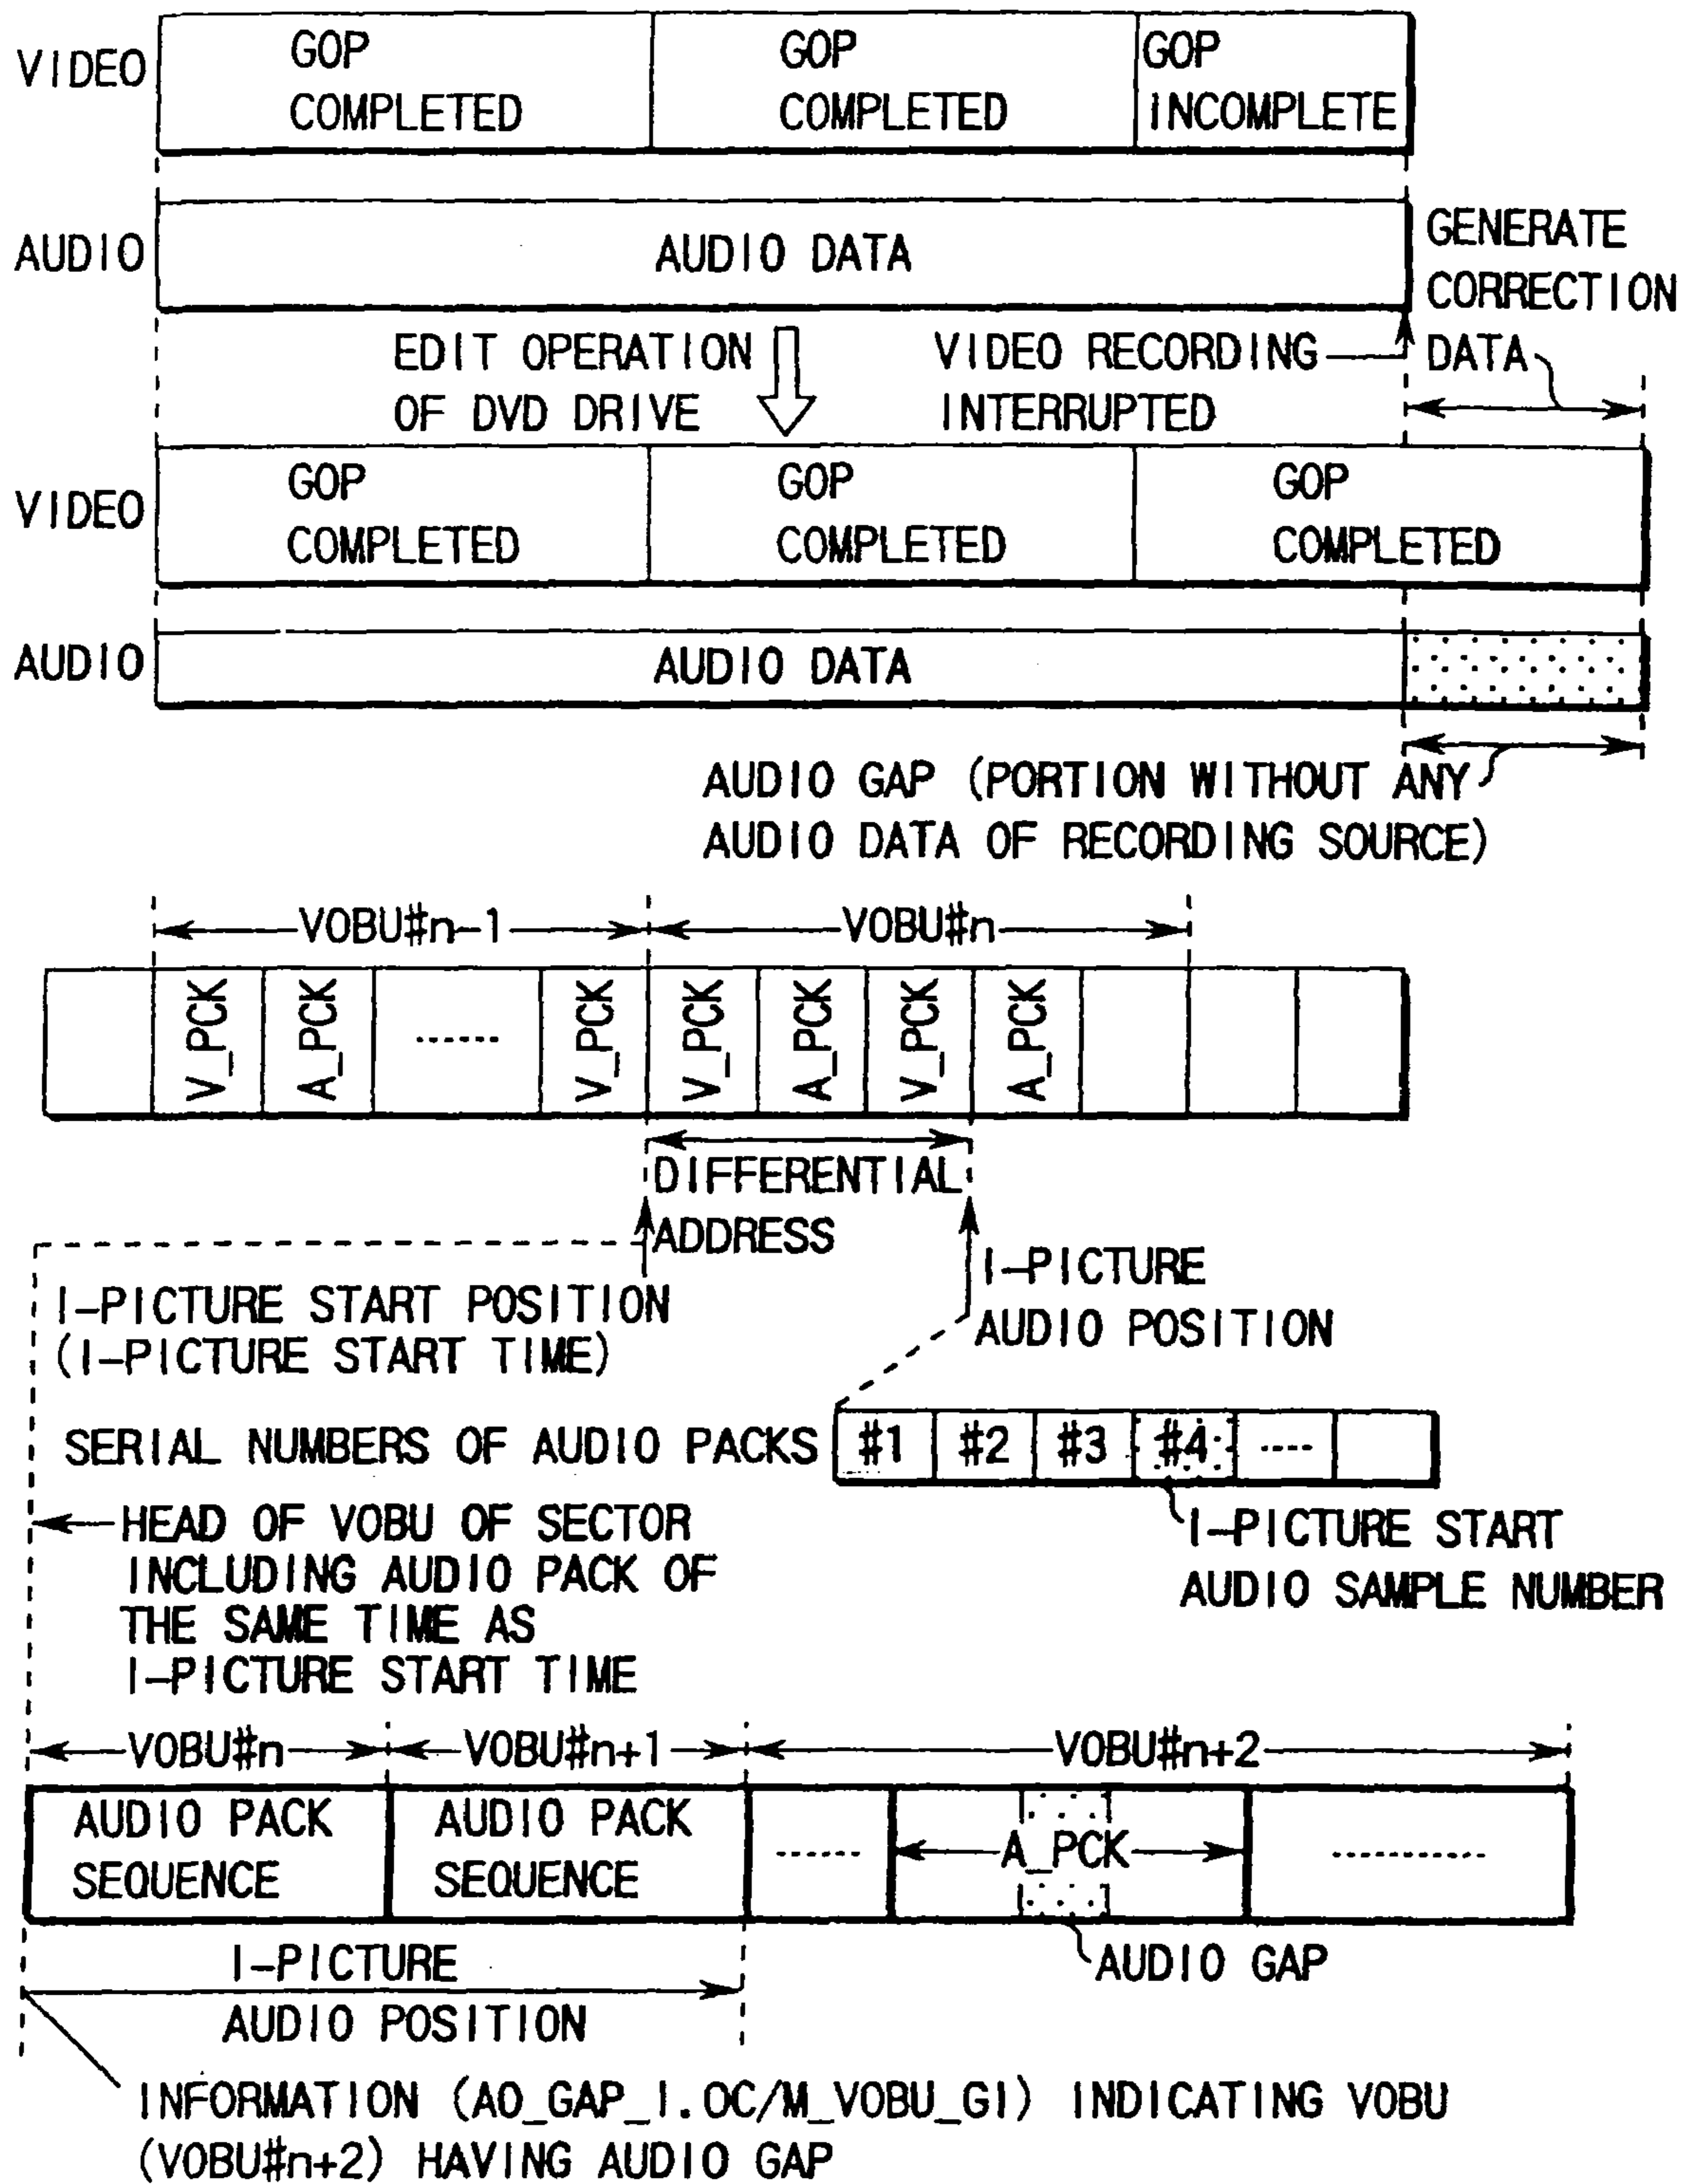 VIDEO
GOP
COMPLETED
GOP
COMPLETED
GOP
INCOMPLETE
AUDIO
AUDIO DATA
GENERATE
CORRECTION
DATA
EDIT OPERATION
OF DVD DRIVE
VIDEO RECORDING
INTERRUPTED
VIDEO
GOP
COMPLETED
GOP
COMPLETED
GOP
COMPLETED
AUDIO
AUDIO DATA
AUDIO GAP (PORTION WITHOUT ANY
AUDIO DATA OF RECORDING SOURCE)
VOBU#n-1
VOBU#n
V_PCK
A_PCK
------
V_PCK
V_PCK
A_PCK
V_PCK
A_PCK
DIFFERENTIAL
ADDRESS
I-PICTURE START POSITION
(I-PICTURE START TIME)
I-PICTURE
AUDIO POSITION
SERIAL NUMBERS OF AUDIO PACKS
#1 #2 #3 #4 ----
I-PICTURE START
AUDIO SAMPLE NUMBER
HEAD OF VOBU OF SECTOR
INCLUDING AUDIO PACK OF
THE SAME TIME AS
I-PICTURE START TIME
VOBU#n
VOBU#n+1
VOBU#n+2
AUDIO PACK
SEQUENCE
AUDIO PACK
SEQUENCE
------
A_PCK
-----------
AUDIO GAP
I-PICTURE
AUDIO POSITION
INFORMATION (AO_GAP_I.OC/M_VOBU_GI) INDICATING VOBU
(VOBU#n+2) HAVING AUDIO GAP